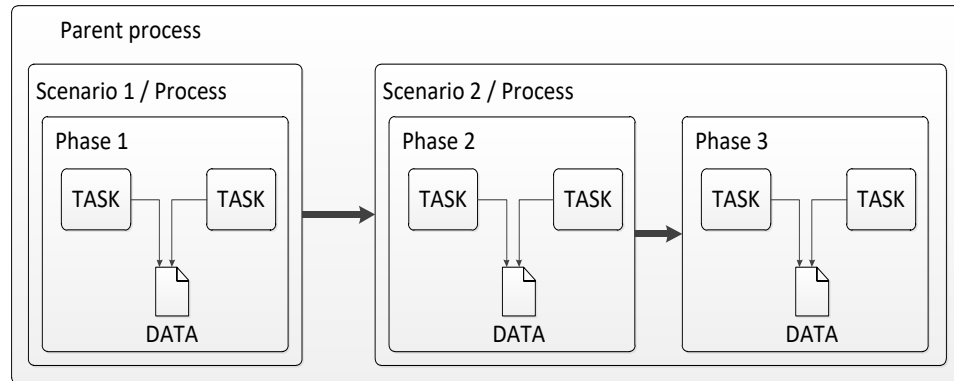 Parent process
Scenario 1 / Process
Scenario 2 / Process
Phase 1
Phase 2
Phase 3
TASK
TASK
TASK
TASK
TASK
TASK
DATA
DATA
DATA